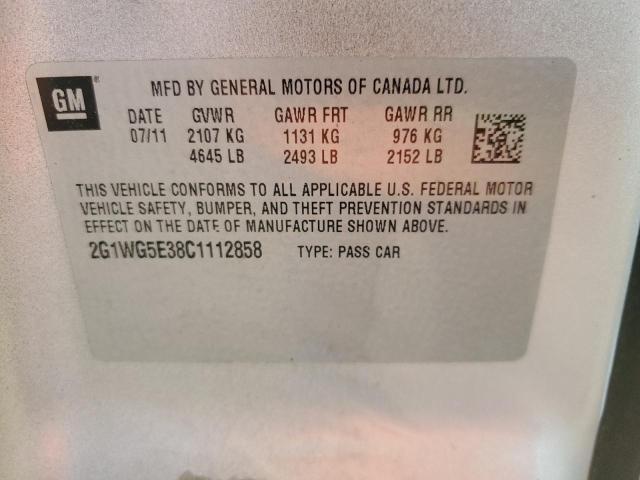 GM
MFD BY GENERAL MOTORS OF CANADA LTD.
DATE GVWR GAWR FRT GAWR RR
07/11 2107 KG 1131 KG 976 KG
4645 LB 2493 LB 2152 LB
THIS VEHICLE CONFORMS TO ALL APPLICABLE U.S. FEDERAL MOTOR
VEHICLE SAFETY, BUMPER, AND THEFT PREVENTION STANDARDS IN
EFFECT ON THE DATE OF MANUFACTURE SHOWN ABOVE.
2G1WG5E38C1112858 TYPE: PASS CAR